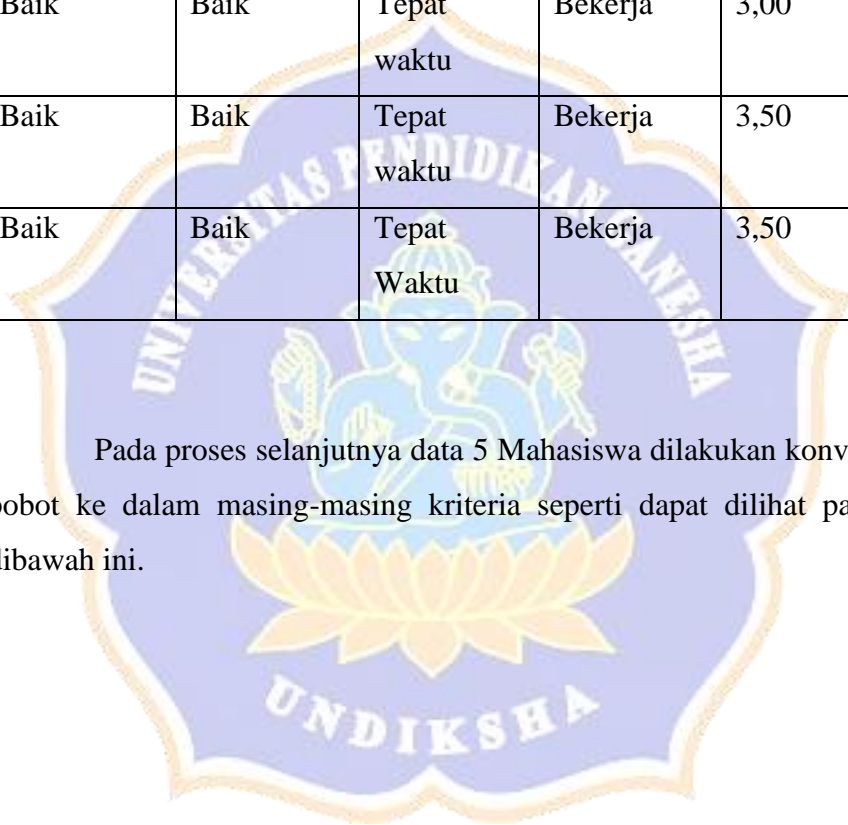 Baik Baik Tepat Bekerja 3,00
waktu
Baik Baik Tepat Bekerja 3,50
waktu
Baik Baik Tepat Bekerja 3,50
Waktu
UNIVERSITAS PENDIDIKAN GANESHA
Pada proses selanjutnya data 5 Mahasiswa dilakukan konv
bobot ke dalam masing-masing kriteria seperti dapat dilihat pa
dibawah ini.
UNDIKSHA